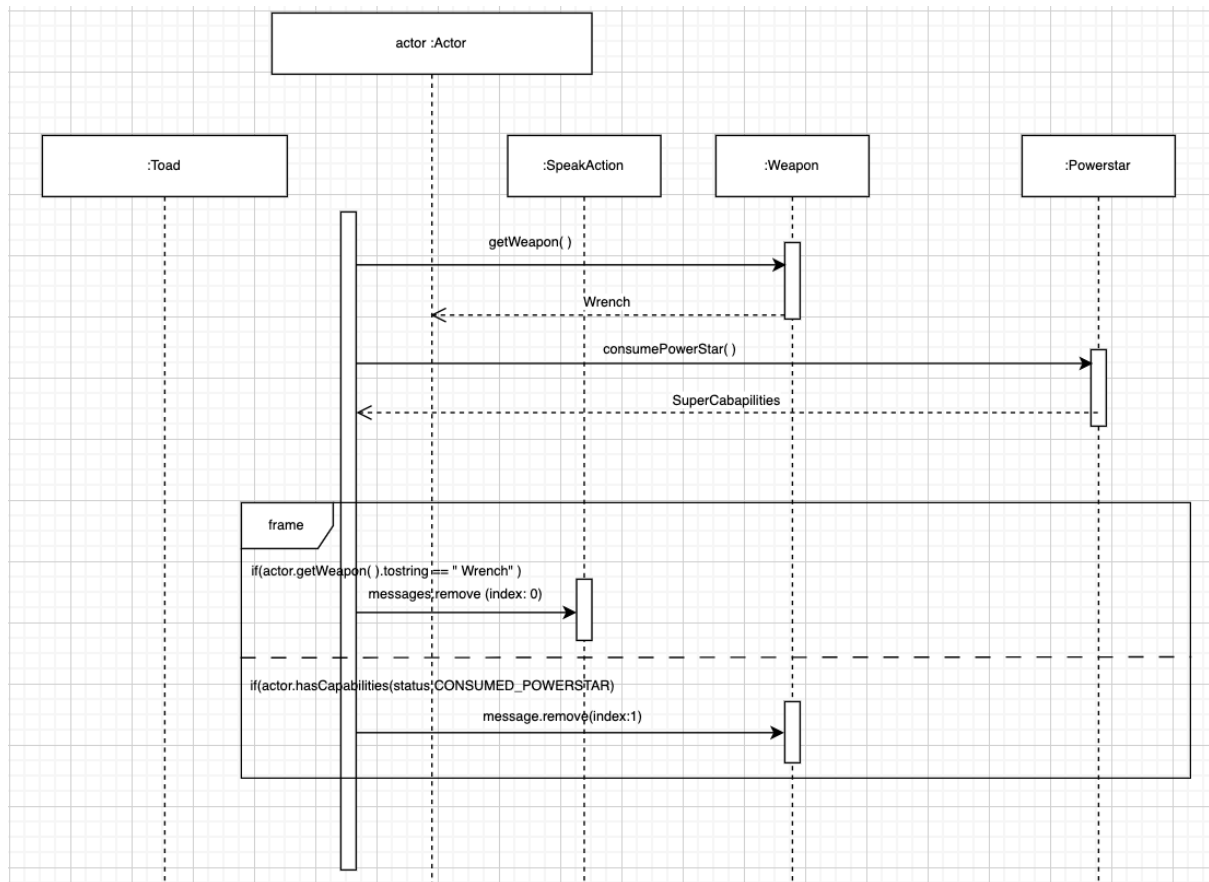 actor :Actor
:Toad
:SpeakAction
:Weapon
:Powerstar
getWeapon( )
Wrench
consumePowerStar( )
SuperCabapilities
frame
if(actor.getWeapon( ).tostring == " Wrench" )
messages.remove (index: 0)
if(actor.hasCapabilities(status.CONSUMED_POWERSTAR)
message.remove(index:1)